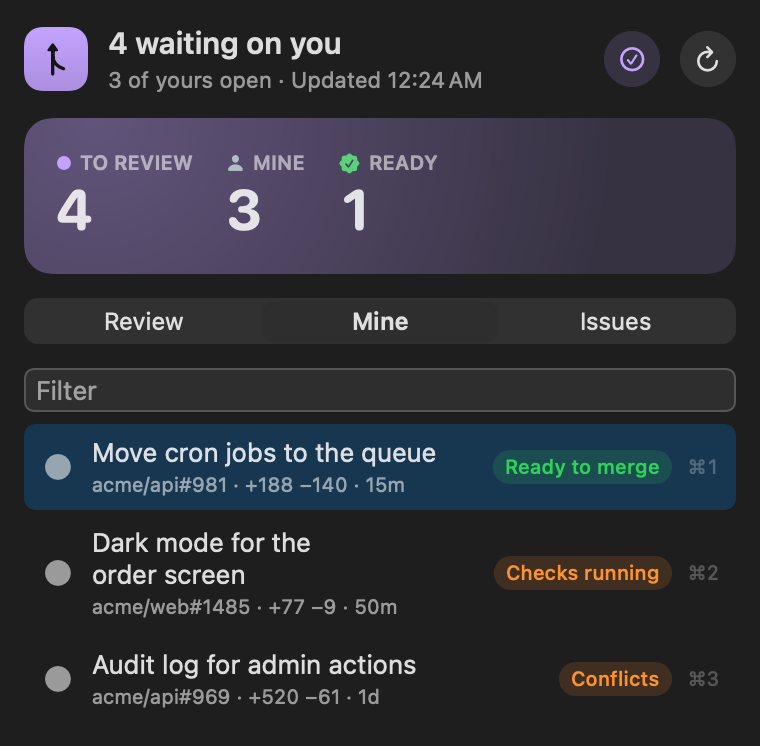 4 waiting on you
3 of yours open · Updated 12:24 AM
TO REVIEW MINE READY
4 3 1
Review Mine Issues
Filter
Move cron jobs to the queue
acme/api#981 · +188 −140 · 15m
Ready to merge ⌘1
Dark mode for the
order screen
acme/web#1485 · +77 −9 · 50m
Checks running ⌘2
Audit log for admin actions
acme/api#969 · +520 −61 · 1d
Conflicts ⌘3